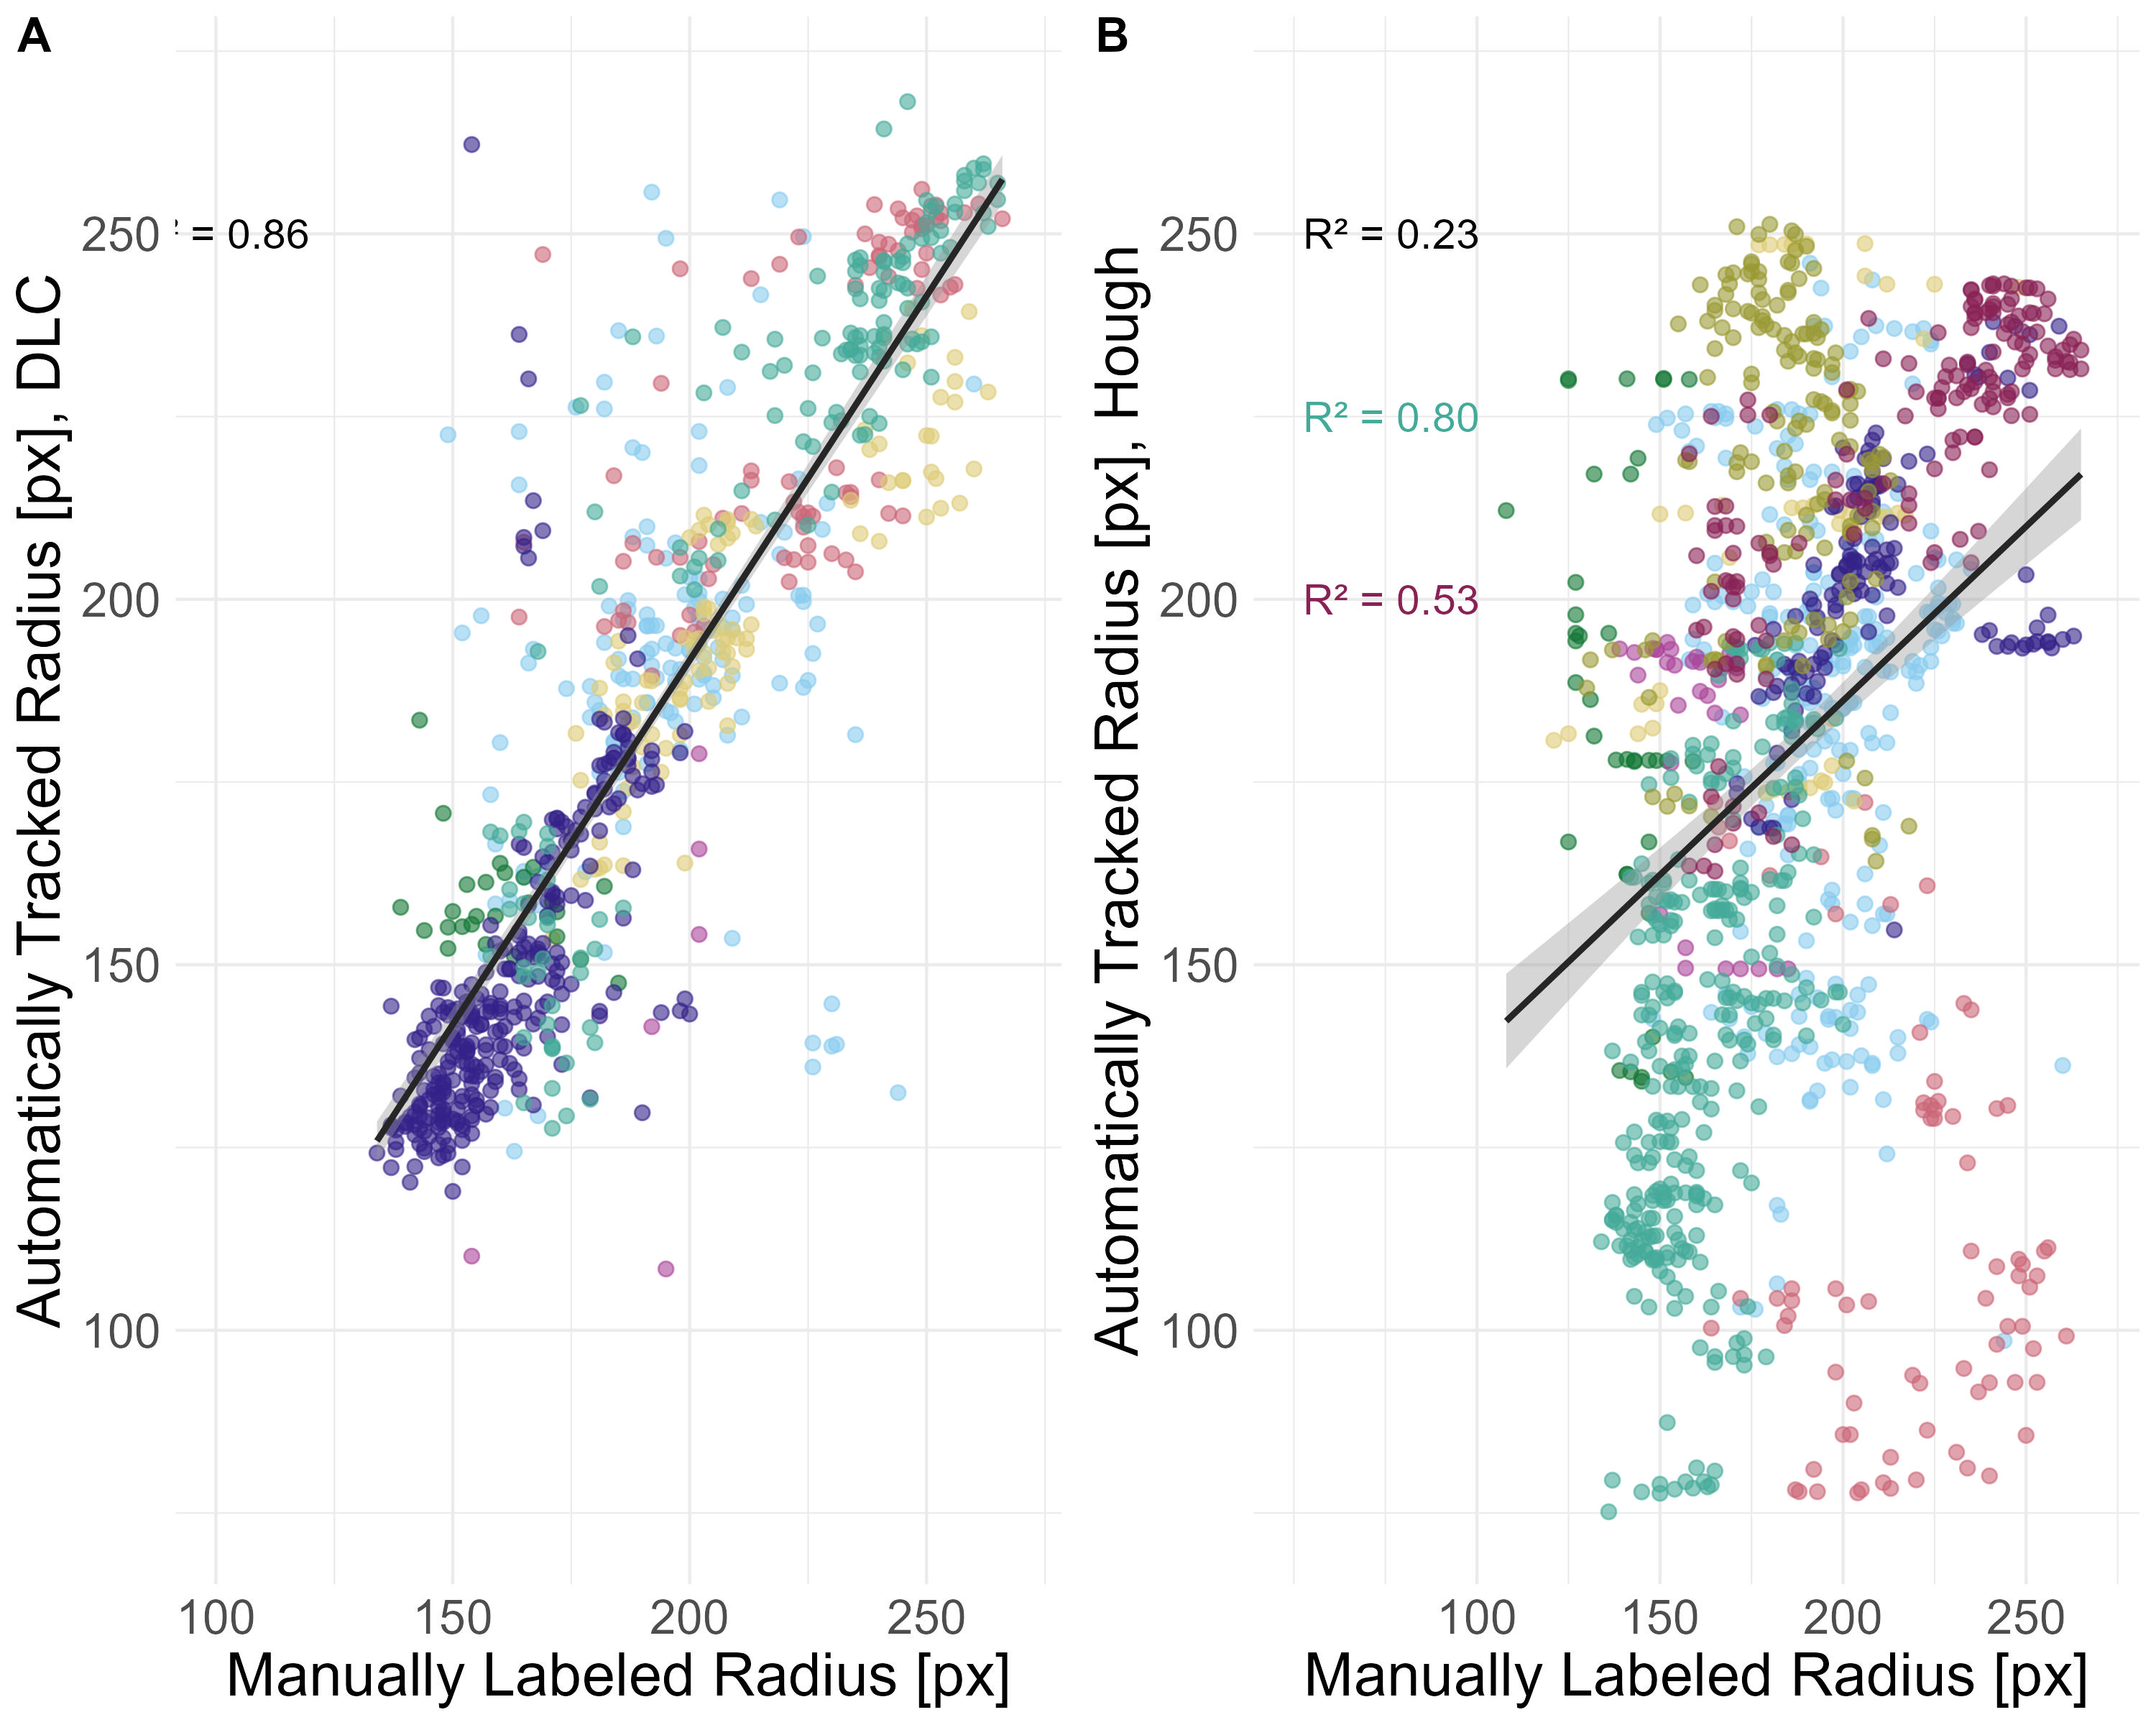 A
Automatically Tracked Radius [px], DLC
250
200
150
100
² = 0.86
100 150 200 250
Manually Labeled Radius [px]
B
Automatically Tracked Radius [px], Hough
250
200
150
100
R² = 0.23
R² = 0.80
R² = 0.53
100 150 200 250
Manually Labeled Radius [px]